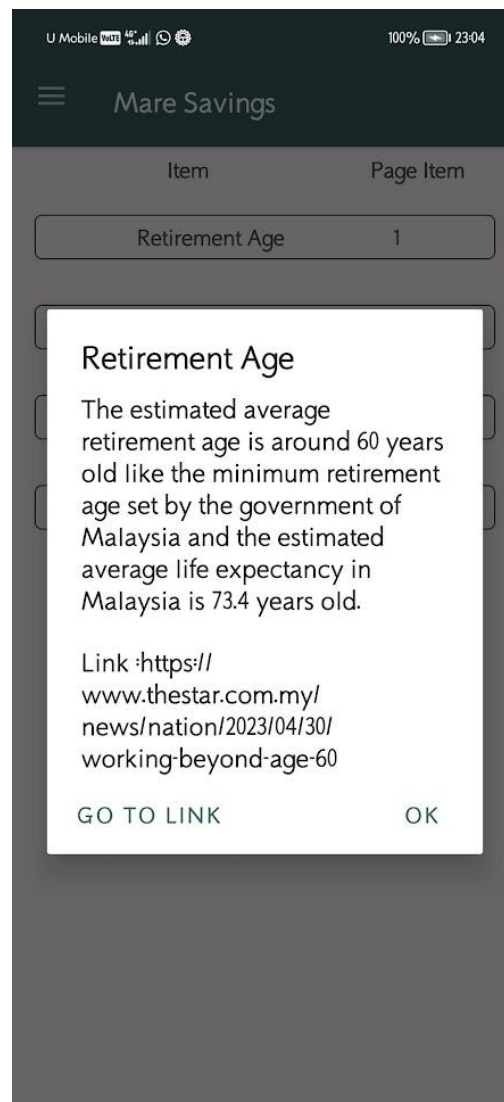 U Mobile VoLTE 4G 100% 23:04
Mare Savings
Item Page Item
Retirement Age 1
Retirement Age
The estimated average
retirement age is around 60 years
old like the minimum retirement
age set by the government of
Malaysia and the estimated
average life expectancy in
Malaysia is 73.4 years old.
Link :https://
www.thestar.com.my/
news/nation/2023/04/30/
working-beyond-age-60
GO TO LINK OK